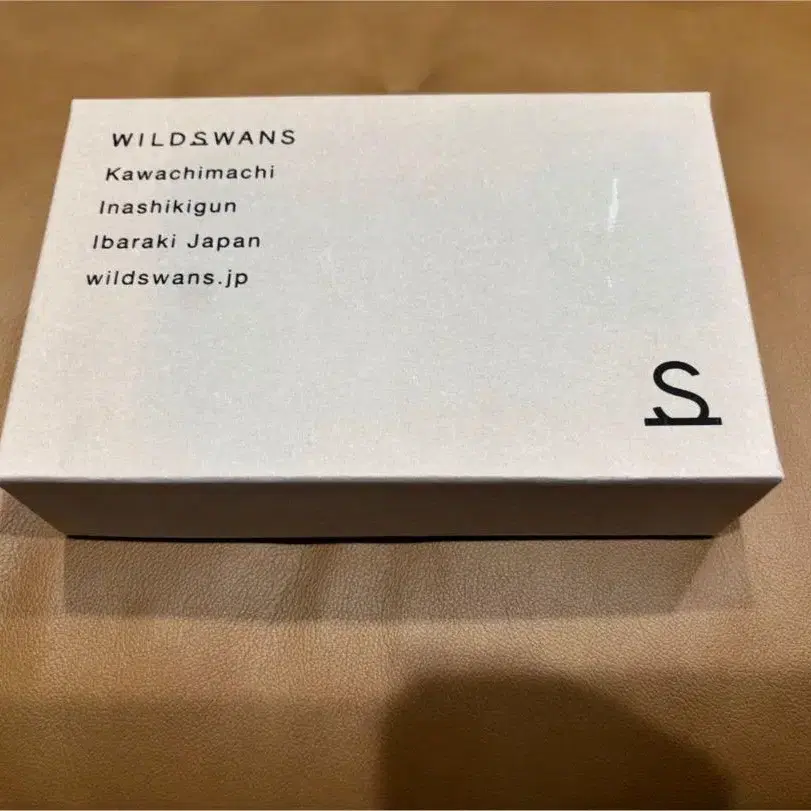 WILDSWANS
Kawachimachi
Inashikigun
Ibaraki Japan
wildswans.jp
S